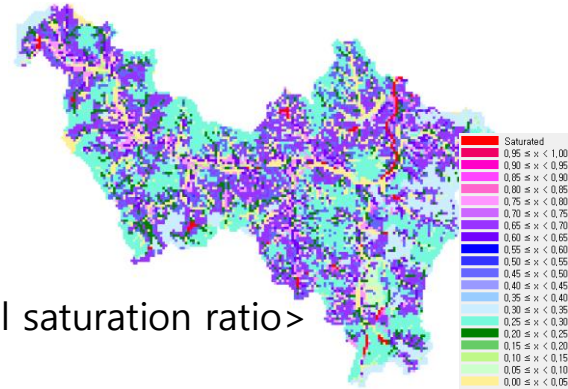 Saturated
0,95 ≤ x < 1,00
0,90 ≤ x < 0,95
0,85 ≤ x < 0,90
0,80 ≤ x < 0,85
0,75 ≤ x < 0,80
0,70 ≤ x < 0,75
0,65 ≤ x < 0,70
0,60 ≤ x < 0,65
0,55 ≤ x < 0,60
0,50 ≤ x < 0,55
0,45 ≤ x < 0,50
0,40 ≤ x < 0,45
0,35 ≤ x < 0,40
0,30 ≤ x < 0,35
0,25 ≤ x < 0,30
0,20 ≤ x < 0,25
0,15 ≤ x < 0,20
0,10 ≤ x < 0,15
0,05 ≤ x < 0,10
0,00 ≤ x < 0,05
l saturation ratio>